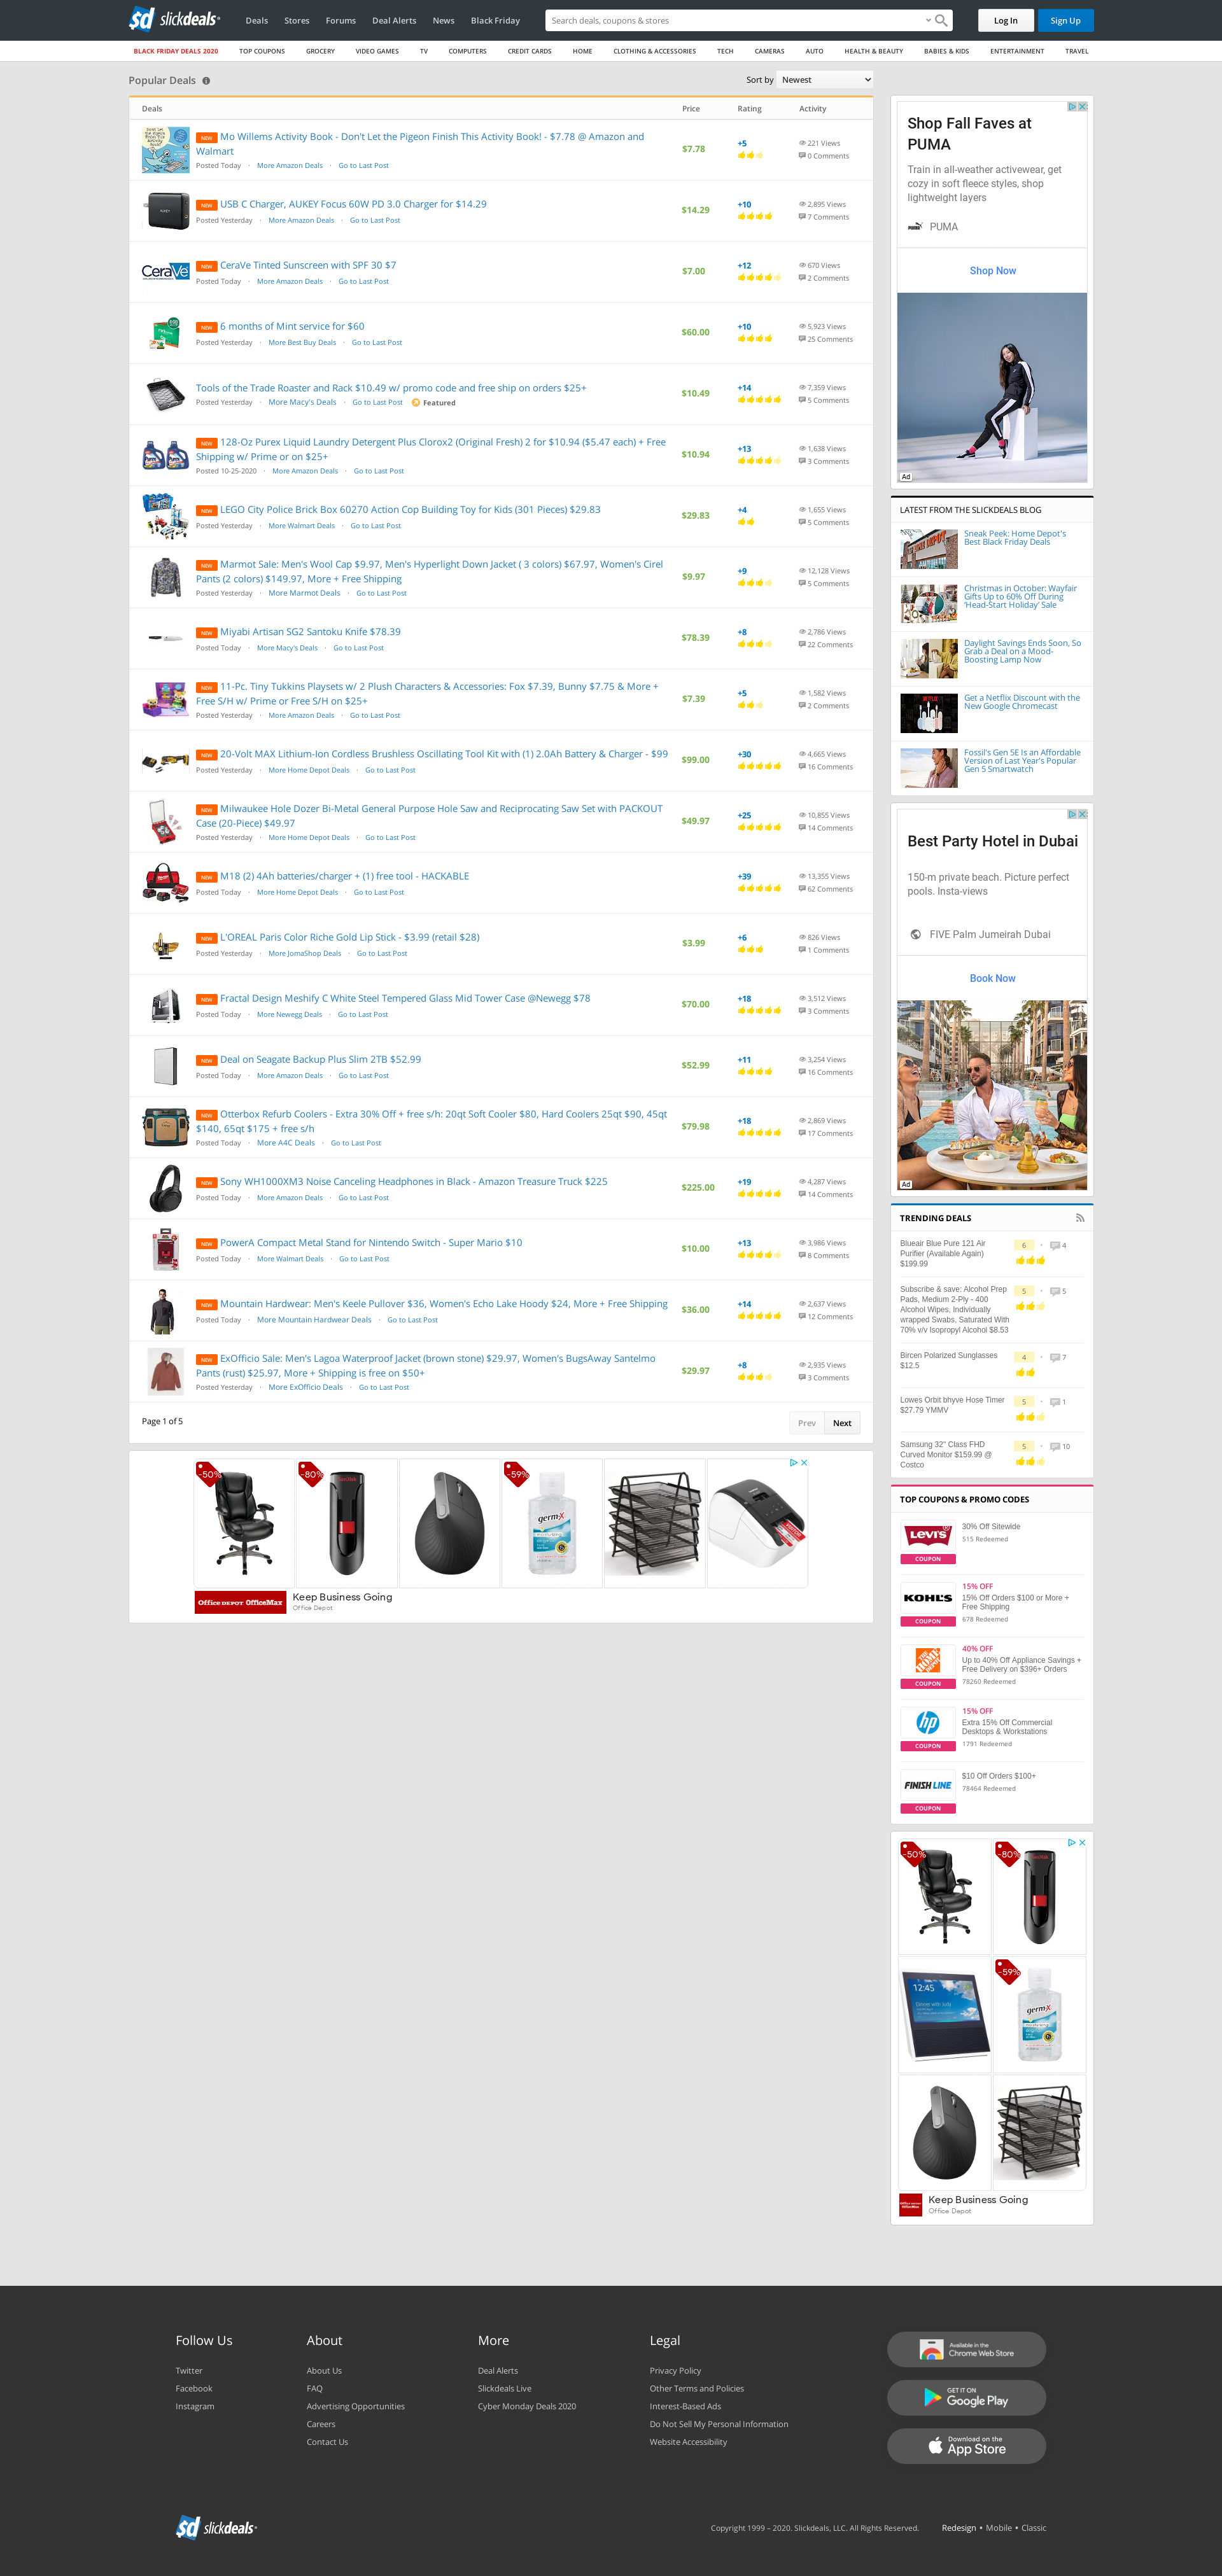 sd slickdeals
Deals Stores Forums Deal Alerts News Black Friday
Search deals, coupons & stores
Log In Sign Up
BLACK FRIDAY DEALS 2020 TOP COUPONS GROCERY VIDEO GAMES TV COMPUTERS CREDIT CARDS HOME CLOTHING & ACCESSORIES TECH CAMERAS AUTO HEALTH & BEAUTY BABIES & KIDS ENTERTAINMENT TRAVEL
Popular Deals
Sort by Newest
Deals Price Rating Activity
NEW Mo Willems Activity Book - Don't Let the Pigeon Finish This Activity Book! - $7.78 @ Amazon and
Walmart
Posted Today · More Amazon Deals · Go to Last Post
$7.78
+5
221 Views
0 Comments
NEW USB C Charger, AUKEY Focus 60W PD 3.0 Charger for $14.29
Posted Yesterday · More Amazon Deals · Go to Last Post
$14.29
+10
2,895 Views
7 Comments
CeraVe
NEW CeraVe Tinted Sunscreen with SPF 30 $7
Posted Today · More Amazon Deals · Go to Last Post
$7.00
+12
670 Views
2 Comments
NEW 6 months of Mint service for $60
Posted Yesterday · More Best Buy Deals · Go to Last Post
$60.00
+10
5,923 Views
25 Comments
Tools of the Trade Roaster and Rack $10.49 w/ promo code and free ship on orders $25+
Posted Yesterday · More Macy's Deals · Go to Last Post Featured
$10.49
+14
7,359 Views
5 Comments
NEW 128-Oz Purex Liquid Laundry Detergent Plus Clorox2 (Original Fresh) 2 for $10.94 ($5.47 each) + Free
Shipping w/ Prime or on $25+
Posted 10-25-2020 · More Amazon Deals · Go to Last Post
$10.94
+13
1,638 Views
3 Comments
NEW LEGO City Police Brick Box 60270 Action Cop Building Toy for Kids (301 Pieces) $29.83
Posted Yesterday · More Walmart Deals · Go to Last Post
$29.83
+4
1,655 Views
5 Comments
NEW Marmot Sale: Men's Wool Cap $9.97, Men's Hyperlight Down Jacket ( 3 colors) $67.97, Women's Cirel
Pants (2 colors) $149.97, More + Free Shipping
Posted Yesterday · More Marmot Deals · Go to Last Post
$9.97
+9
12,128 Views
5 Comments
NEW Miyabi Artisan SG2 Santoku Knife $78.39
Posted Today · More Macy's Deals · Go to Last Post
$78.39
+8
2,786 Views
22 Comments
NEW 11-Pc. Tiny Tukkins Playsets w/ 2 Plush Characters & Accessories: Fox $7.39, Bunny $7.75 & More +
Free S/H w/ Prime or Free S/H on $25+
Posted Yesterday · More Amazon Deals · Go to Last Post
$7.39
+5
1,582 Views
2 Comments
NEW 20-Volt MAX Lithium-Ion Cordless Brushless Oscillating Tool Kit with (1) 2.0Ah Battery & Charger - $99
Posted Yesterday · More Home Depot Deals · Go to Last Post
$99.00
+30
4,665 Views
16 Comments
NEW Milwaukee Hole Dozer Bi-Metal General Purpose Hole Saw and Reciprocating Saw Set with PACKOUT
Case (20-Piece) $49.97
Posted Yesterday · More Home Depot Deals · Go to Last Post
$49.97
+25
10,855 Views
14 Comments
NEW M18 (2) 4Ah batteries/charger + (1) free tool - HACKABLE
Posted Today · More Home Depot Deals · Go to Last Post
+39
13,355 Views
62 Comments
NEW L'OREAL Paris Color Riche Gold Lip Stick - $3.99 (retail $28)
Posted Yesterday · More JomaShop Deals · Go to Last Post
$3.99
+6
826 Views
1 Comments
NEW Fractal Design Meshify C White Steel Tempered Glass Mid Tower Case @Newegg $78
Posted Today · More Newegg Deals · Go to Last Post
$70.00
+18
3,512 Views
3 Comments
NEW Deal on Seagate Backup Plus Slim 2TB $52.99
Posted Today · More Amazon Deals · Go to Last Post
$52.99
+11
3,254 Views
16 Comments
NEW Otterbox Refurb Coolers - Extra 30% Off + free s/h: 20qt Soft Cooler $80, Hard Coolers 25qt $90, 45qt
$140, 65qt $175 + free s/h
Posted Today · More A4C Deals · Go to Last Post
$79.98
+18
2,869 Views
17 Comments
NEW Sony WH1000XM3 Noise Canceling Headphones in Black - Amazon Treasure Truck $225
Posted Today · More Amazon Deals · Go to Last Post
$225.00
+19
4,287 Views
14 Comments
NEW PowerA Compact Metal Stand for Nintendo Switch - Super Mario $10
Posted Today · More Walmart Deals · Go to Last Post
$10.00
+13
3,986 Views
8 Comments
NEW Mountain Hardwear: Men's Keele Pullover $36, Women's Echo Lake Hoody $24, More + Free Shipping
Posted Today · More Mountain Hardwear Deals · Go to Last Post
$36.00
+14
2,637 Views
12 Comments
NEW ExOfficio Sale: Men's Lagoa Waterproof Jacket (brown stone) $29.97, Women's BugsAway Santelmo
Pants (rust) $25.97, More + Shipping is free on $50+
Posted Yesterday · More ExOfficio Deals · Go to Last Post
$29.97
+8
2,935 Views
3 Comments
Page 1 of 5
Prev Next
-50% -80% -59%
germ-X
Office DEPOT OfficeMax
Keep Business Going
Office Depot
Shop Fall Faves at
PUMA
Train in all-weather activewear, get
cozy in soft fleece styles, shop
lightweight layers
PUMA
Shop Now
Ad
LATEST FROM THE SLICKDEALS BLOG
Sneak Peek: Home Depot's
Best Black Friday Deals
Christmas in October: Wayfair
Gifts Up to 60% Off During
'Head-Start Holiday' Sale
Daylight Savings Ends Soon, So
Grab a Deal on a Mood-
Boosting Lamp Now
Get a Netflix Discount with the
New Google Chromecast
Fossil's Gen 5E Is an Affordable
Version of Last Year's Popular
Gen 5 Smartwatch
Best Party Hotel in Dubai
150-m private beach. Picture perfect
pools. Insta-views
FIVE Palm Jumeirah Dubai
Book Now
Ad
TRENDING DEALS
Blueair Blue Pure 121 Air
Purifier (Available Again)
$199.99
6 • 4
Subscribe & save: Alcohol Prep
Pads, Medium 2-Ply - 400
Alcohol Wipes, Individually
wrapped Swabs, Saturated With
70% v/v Isopropyl Alcohol $8.53
5 • 5
Bircen Polarized Sunglasses
$12.5
4 • 7
Lowes Orbit bhyve Hose Timer
$27.79 YMMV
5 • 1
Samsung 32" Class FHD
Curved Monitor $159.99 @
Costco
5 • 10
TOP COUPONS & PROMO CODES
LEVI'S
COUPON
30% Off Sitewide
515 Redeemed
KOHL'S
COUPON
15% OFF
15% Off Orders $100 or More +
Free Shipping
678 Redeemed
COUPON
40% OFF
Up to 40% Off Appliance Savings +
Free Delivery on $396+ Orders
78260 Redeemed
hp
COUPON
15% OFF
Extra 15% Off Commercial
Desktops & Workstations
1791 Redeemed
FINISH LINE
COUPON
$10 Off Orders $100+
78464 Redeemed
-50% -80%
12:45
-59%
germ-X
Keep Business Going
Office Depot
Follow Us
Twitter
Facebook
Instagram
About
About Us
FAQ
Advertising Opportunities
Careers
Contact Us
More
Deal Alerts
Slickdeals Live
Cyber Monday Deals 2020
Legal
Privacy Policy
Other Terms and Policies
Interest-Based Ads
Do Not Sell My Personal Information
Website Accessibility
Available in the
Chrome Web Store
GET IT ON
Google Play
Download on the
App Store
sd slickdeals
Copyright 1999 – 2020. Slickdeals, LLC. All Rights Reserved.
Redesign • Mobile • Classic